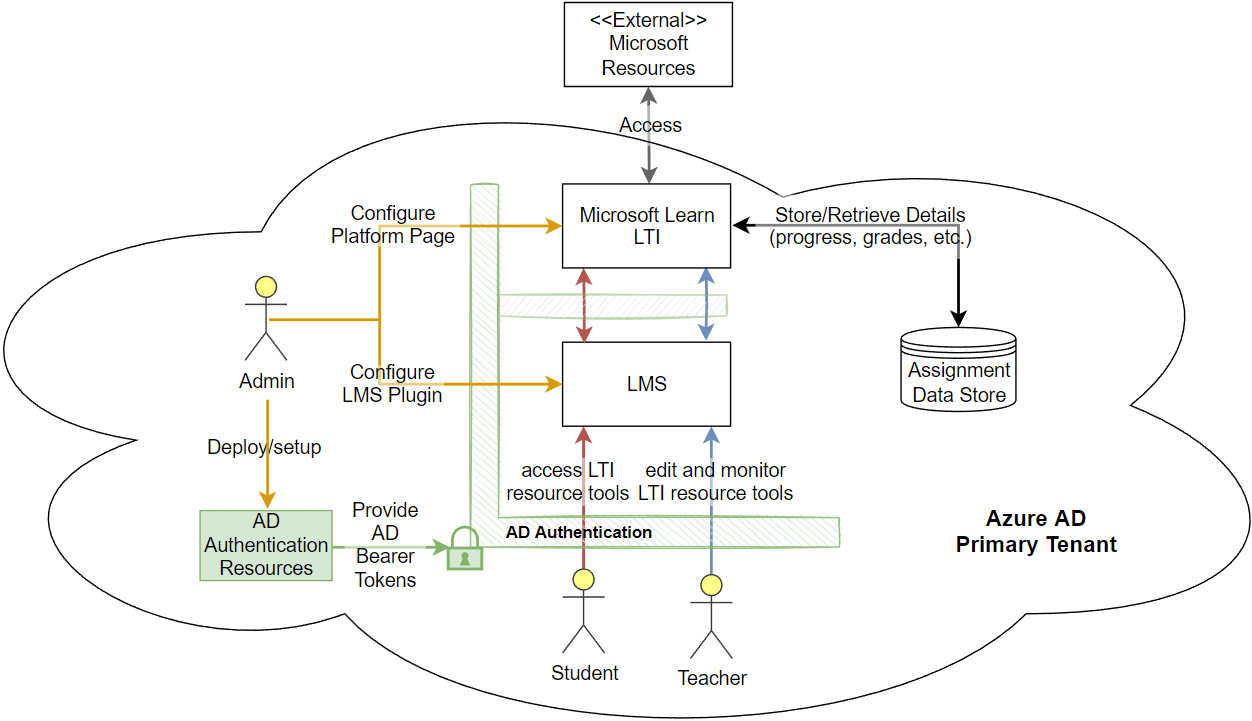 <<External>>
Microsoft
Resources
Access
Configure
Platform Page
Microsoft Learn
LTI
Store/Retrieve Details
(progress, grades, etc.)
Admin
Configure
LMS Plugin
LMS
Assignment
Data Store
Deploy/setup
access LTI
resource tools
edit and monitor
LTI resource tools
AD
Authentication
Resources
Provide
AD
Bearer
Tokens
AD Authentication
Azure AD
Primary Tenant
Student
Teacher